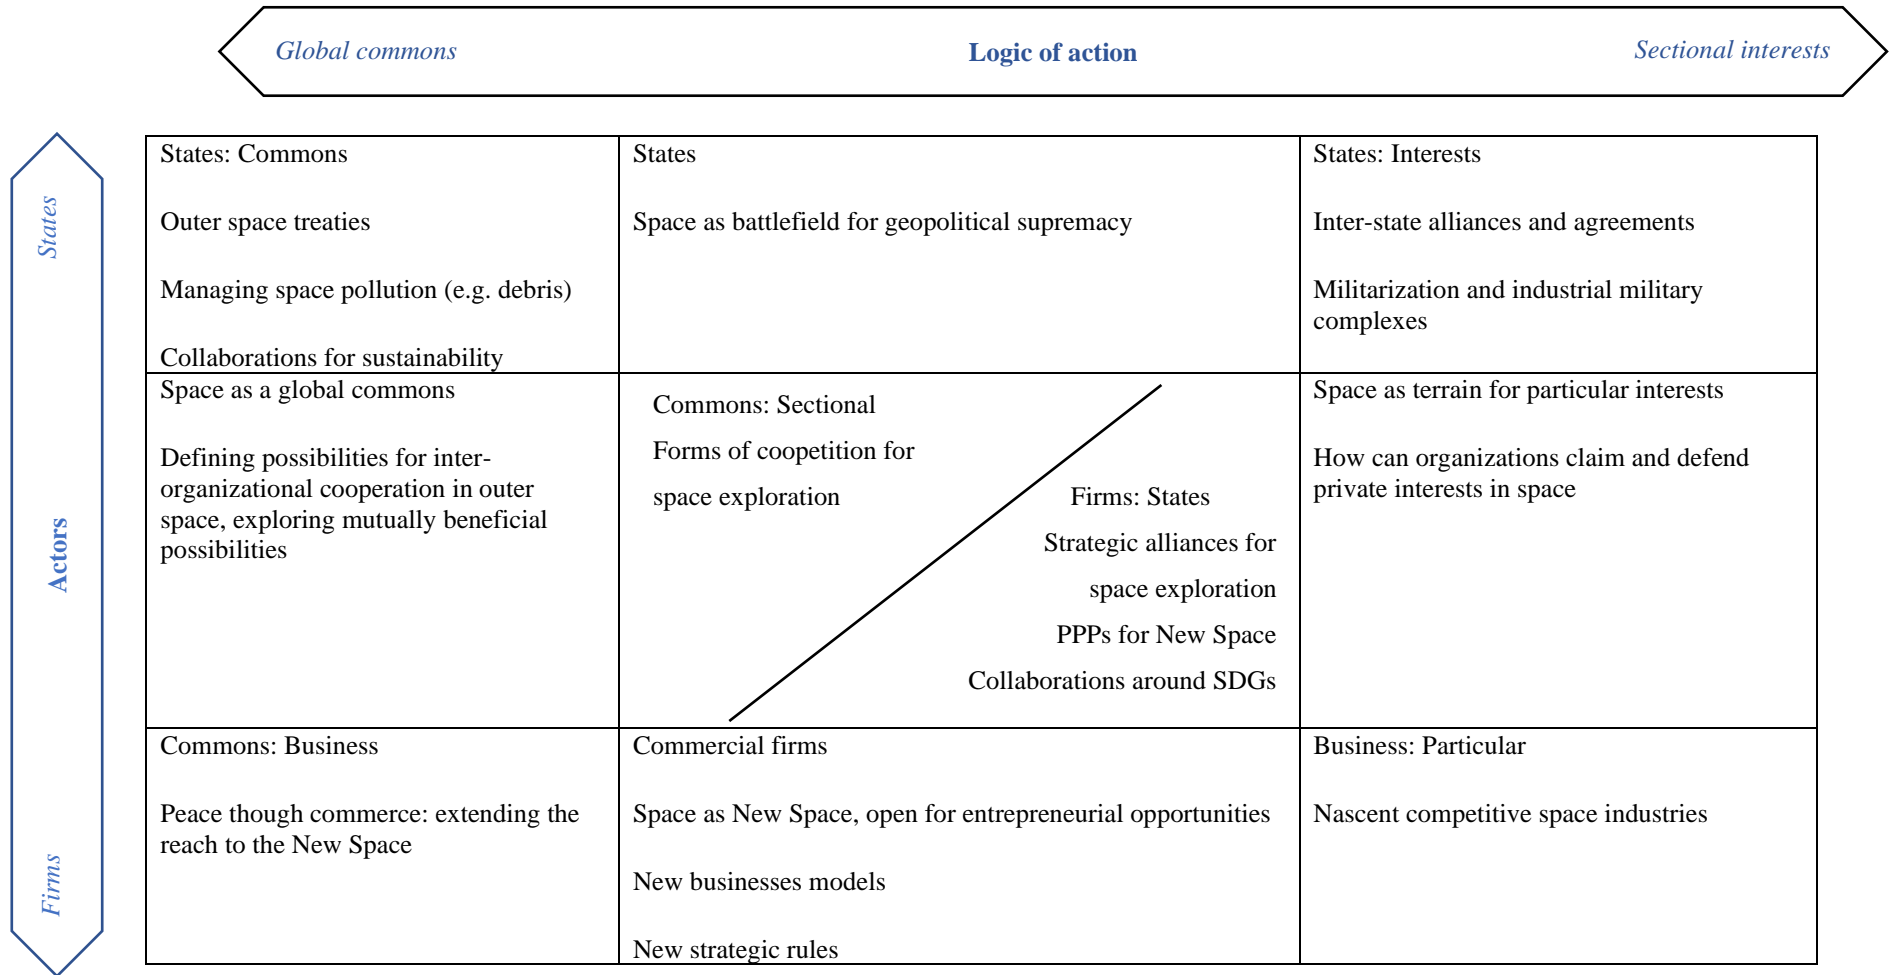 Global commons
Logic of action
Sectional interests
States
Actors
Firms
States: Commons
Outer space treaties
Managing space pollution (e.g. debris)
Collaborations for sustainability
States
Space as battlefield for geopolitical supremacy
States: Interests
Inter-state alliances and agreements
Militarization and industrial military
complexes
Space as a global commons
Defining possibilities for inter-
organizational cooperation in outer
space, exploring mutually beneficial
possibilities
Commons: Sectional
Forms of coopetition for
space exploration
Firms: States
Strategic alliances for
space exploration
PPPs for New Space
Collaborations around SDGs
Space as terrain for particular interests
How can organizations claim and defend
private interests in space
Commons: Business
Peace though commerce: extending the
reach to the New Space
Commercial firms
Space as New Space, open for entrepreneurial opportunities
New businesses models
New strategic rules
Business: Particular
Nascent competitive space industries